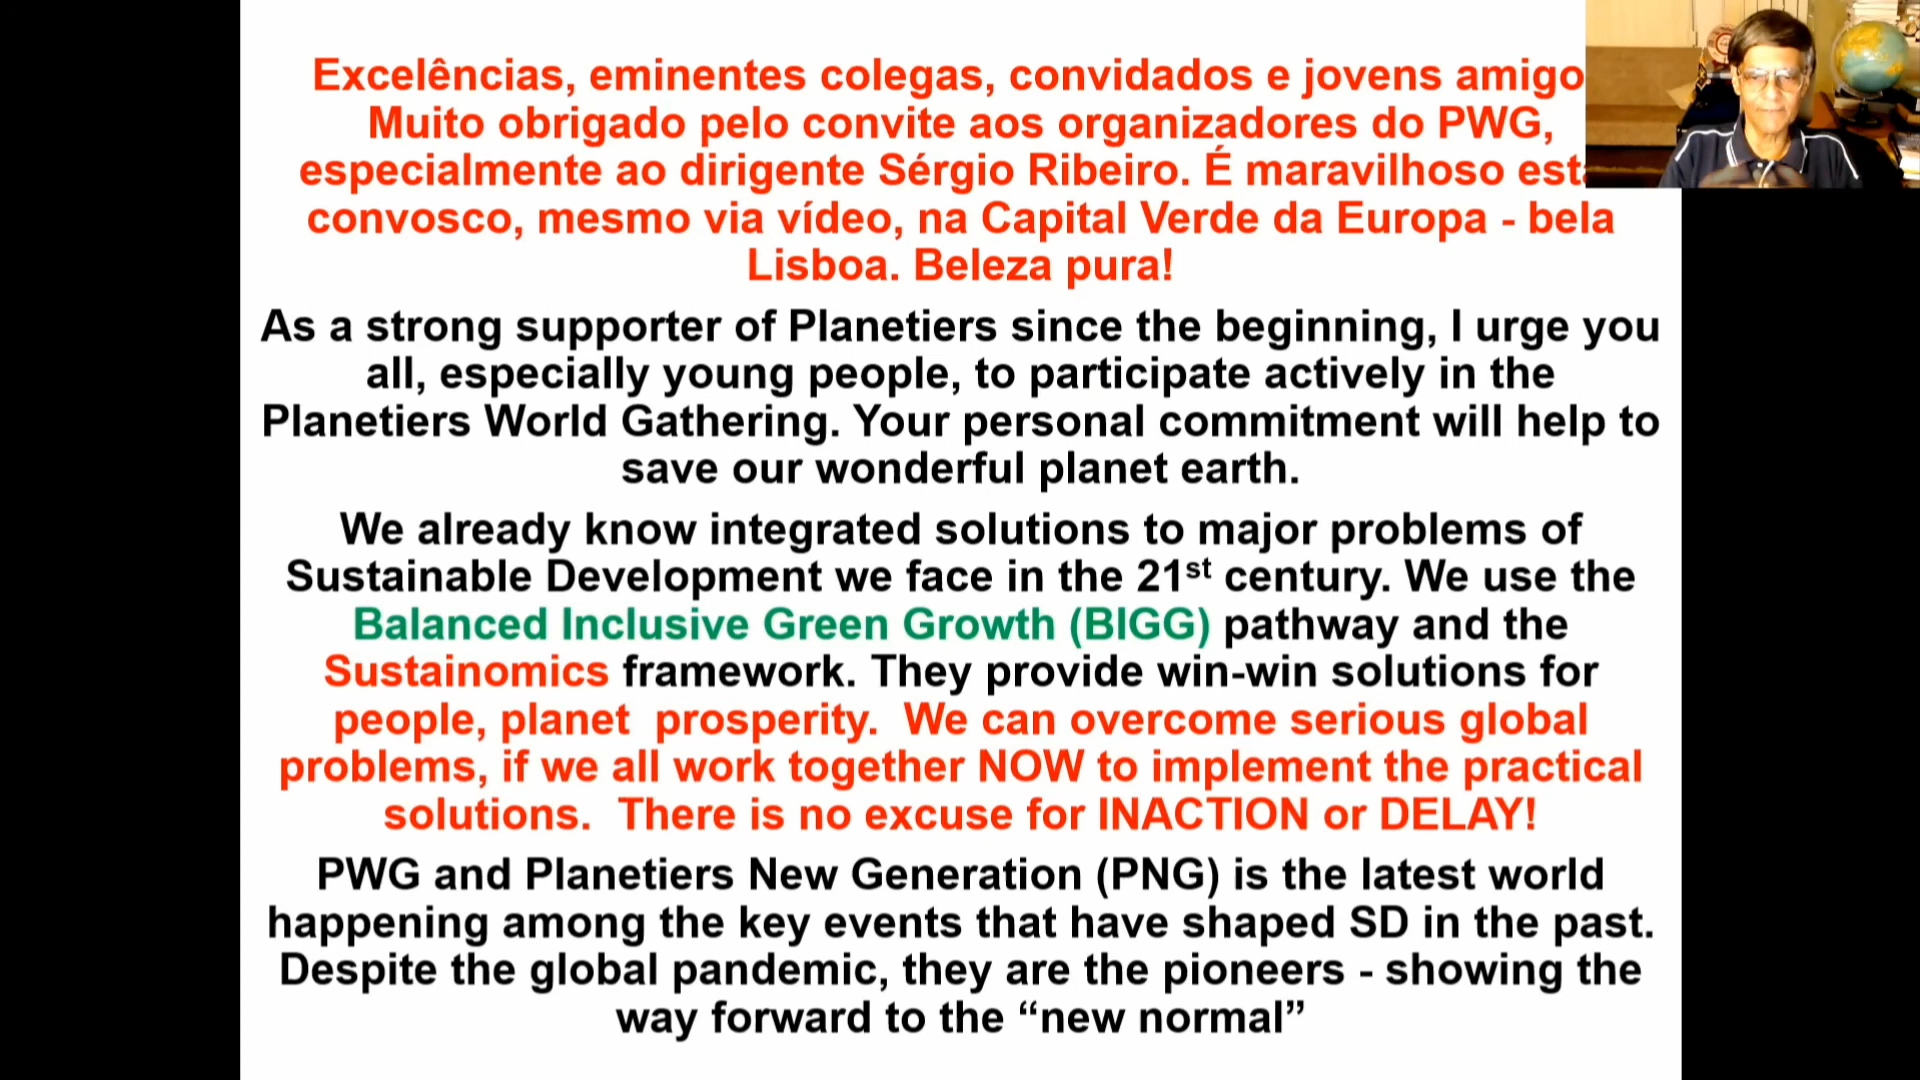 Excelências, eminentes colegas, convidados e jovens
Muito obrigado pelo convite aos organizadores do PWG,
especialmente ao dirigente Sérgio Ribeiro. É maravilhoso
convosco, mesmo via vídeo, na Capital Verde da Europa - bela
Lisboa. Beleza pura!
As a strong supporter of Planetiers since the beginning, I urge you
all, especially young people, to participate actively in the
Planetiers World Gathering. Your personal commitment will help to
save our wonderful planet earth.
We already know integrated solutions to major problems of
Sustainable Development we face in the 21st century. We use the
Balanced Inclusive Green Growth (BIGG) pathway and the
Sustainomics framework. They provide win-win solutions for
people, planet  prosperity.  We can overcome serious global
problems, if we all work together NOW to implement the practical
solutions.  There is no excuse for INACTION or DELAY!
PWG and Planetiers New Generation (PNG) is the latest world
happening among the key events that have shaped SD in the past.
Despite the global pandemic, they are the pioneers - showing the
way forward to the “new normal”